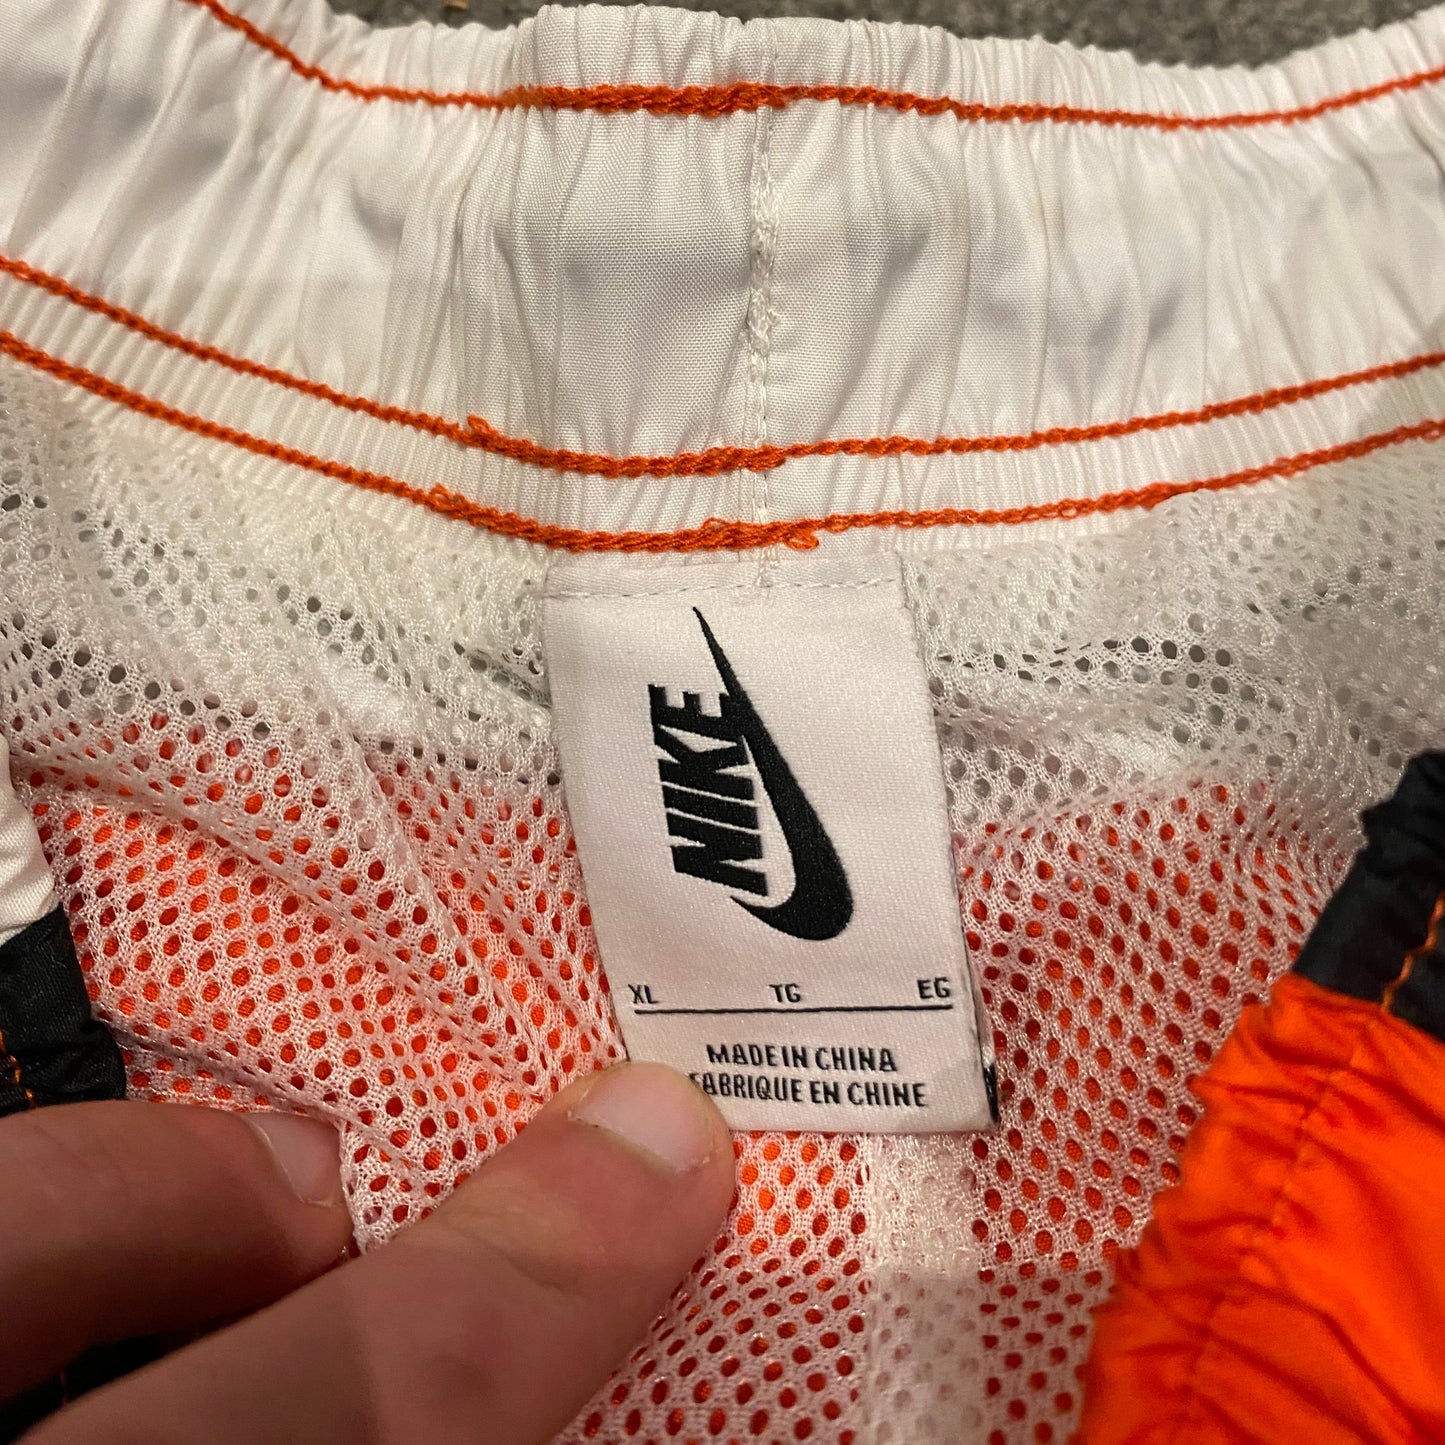 NIKE
XL TG EG
MADE IN CHINA
FABRIQUE EN CHINE